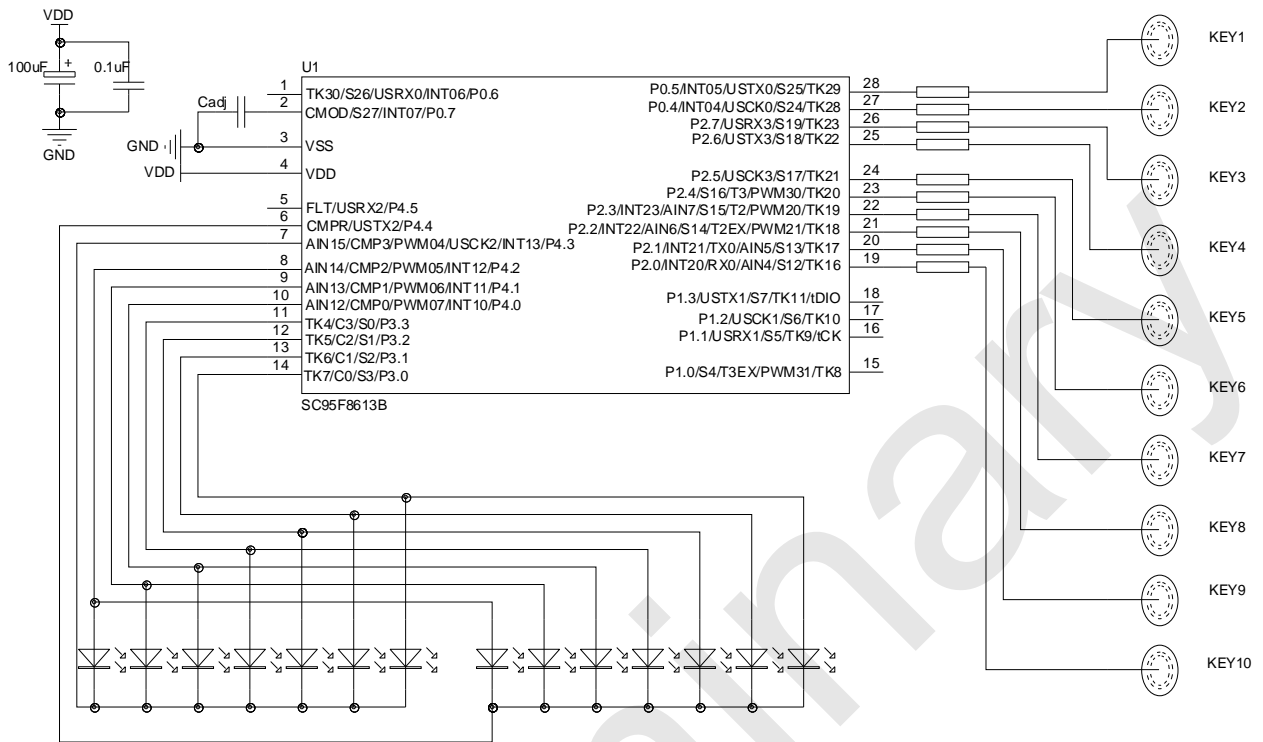 VDD
100uF
+
0.1uF
GND
Cadj
GND
VDD
U1
1
TK30/S26/USRX0/INT06/P0.6
2
CMOD/S27/INT07/P0.7
3
VSS
4
VDD
5
FLT/USRX2/P4.5
6
CMPR/USTX2/P4.4
7
AIN15/CMP3/PWM04/USCK2/INT13/P4.3
8
AIN14/CMP2/PWM05/INT12/P4.2
9
AIN13/CMP1/PWM06/INT11/P4.1
10
AIN12/CMP0/PWM07/INT10/P4.0
11
TK4/C3/S0/P3.3
12
TK5/C2/S1/P3.2
13
TK6/C1/S2/P3.1
14
TK7/C0/S3/P3.0
SC95F8613B
P0.5/INT05/USTX0/S25/TK29
28
P0.4/INT04/USCK0/S24/TK28
27
P2.7/USRX3/S19/TK23
26
P2.6/USTX3/S18/TK22
25
P2.5/USCK3/S17/TK21
24
P2.4/S16/T3/PWM30/TK20
23
P2.3/INT23/AIN7/S15/T2/PWM20/TK19
22
P2.2/INT22/AIN6/S14/T2EX/PWM21/TK18
21
P2.1/INT21/TX0/AIN5/S13/TK17
20
P2.0/INT20/RX0/AIN4/S12/TK16
19
P1.3/USTX1/S7/TK11/tDIO
18
P1.2/USCK1/S6/TK10
17
P1.1/USRX1/S5/TK9/tCK
16
P1.0/S4/T3EX/PWM31/TK8
15
KEY1
KEY2
KEY3
KEY4
KEY5
KEY6
KEY7
KEY8
KEY9
KEY10
inary